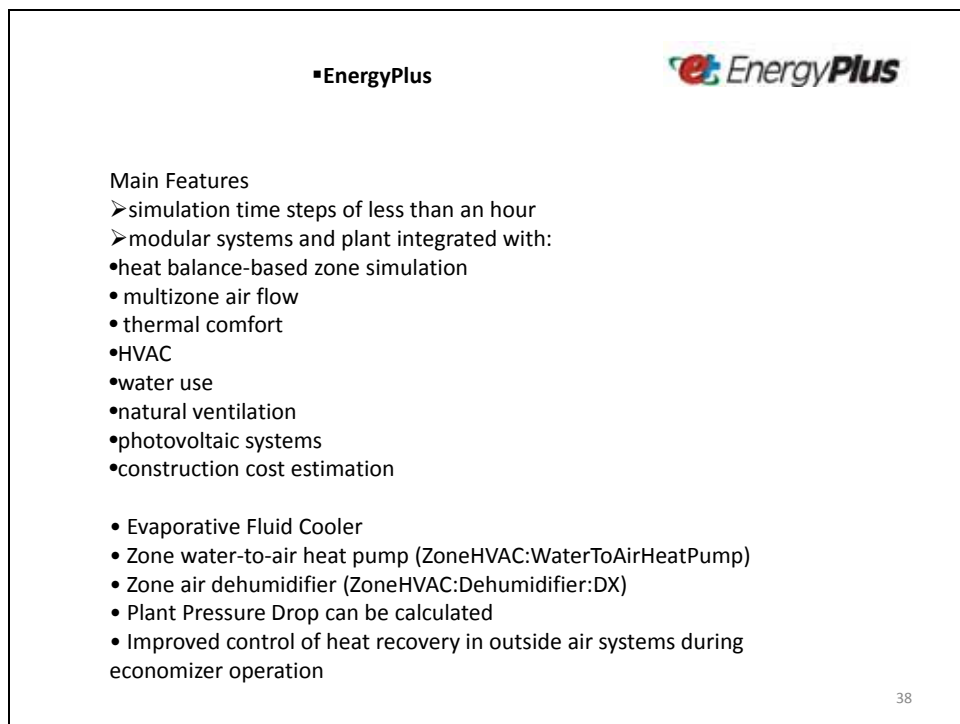 ▪EnergyPlus
et EnergyPlus
Main Features
➢simulation time steps of less than an hour
➢modular systems and plant integrated with:
•heat balance-based zone simulation
• multizone air flow
• thermal comfort
•HVAC
•water use
•natural ventilation
•photovoltaic systems
•construction cost estimation
• Evaporative Fluid Cooler
• Zone water-to-air heat pump (ZoneHVAC:WaterToAirHeatPump)
• Zone air dehumidifier (ZoneHVAC:Dehumidifier:DX)
• Plant Pressure Drop can be calculated
• Improved control of heat recovery in outside air systems during
economizer operation
38